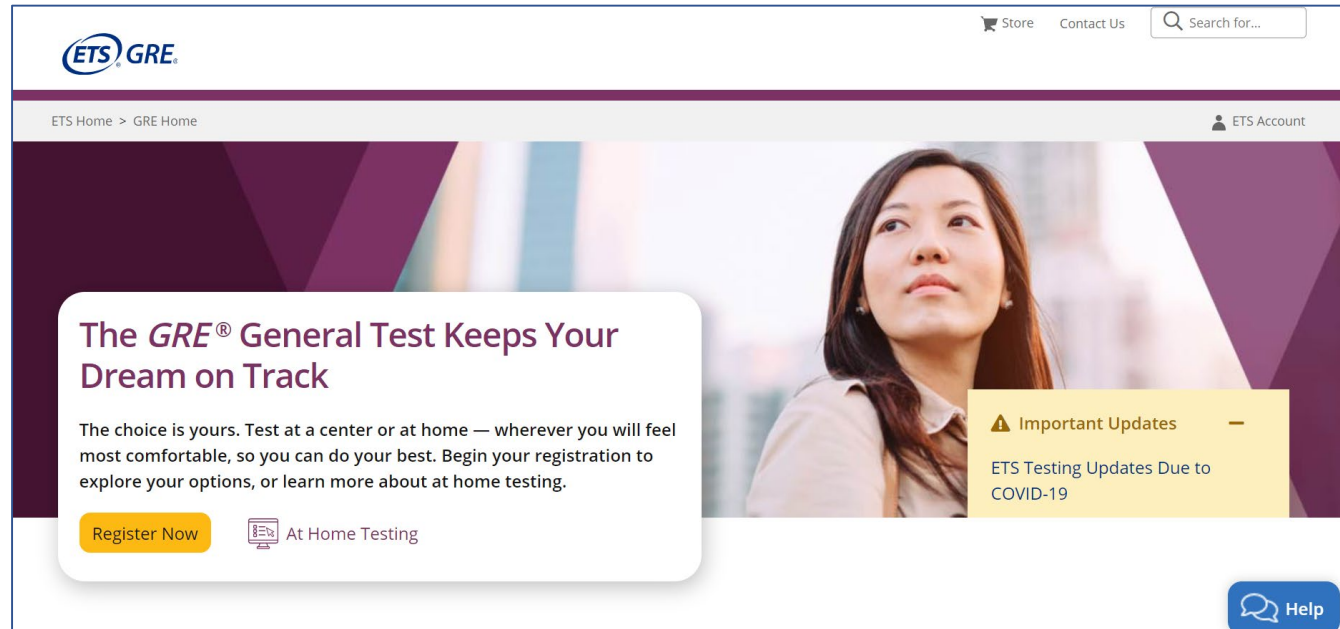 Store Contact Us Search for...
ETS® GRE®
ETS Home > GRE Home ETS Account
The GRE® General Test Keeps Your
Dream on Track
The choice is yours. Test at a center or at home — wherever you will feel
most comfortable, so you can do your best. Begin your registration to
explore your options, or learn more about at home testing.
Register Now At Home Testing
Important Updates
ETS Testing Updates Due to
COVID-19
Help